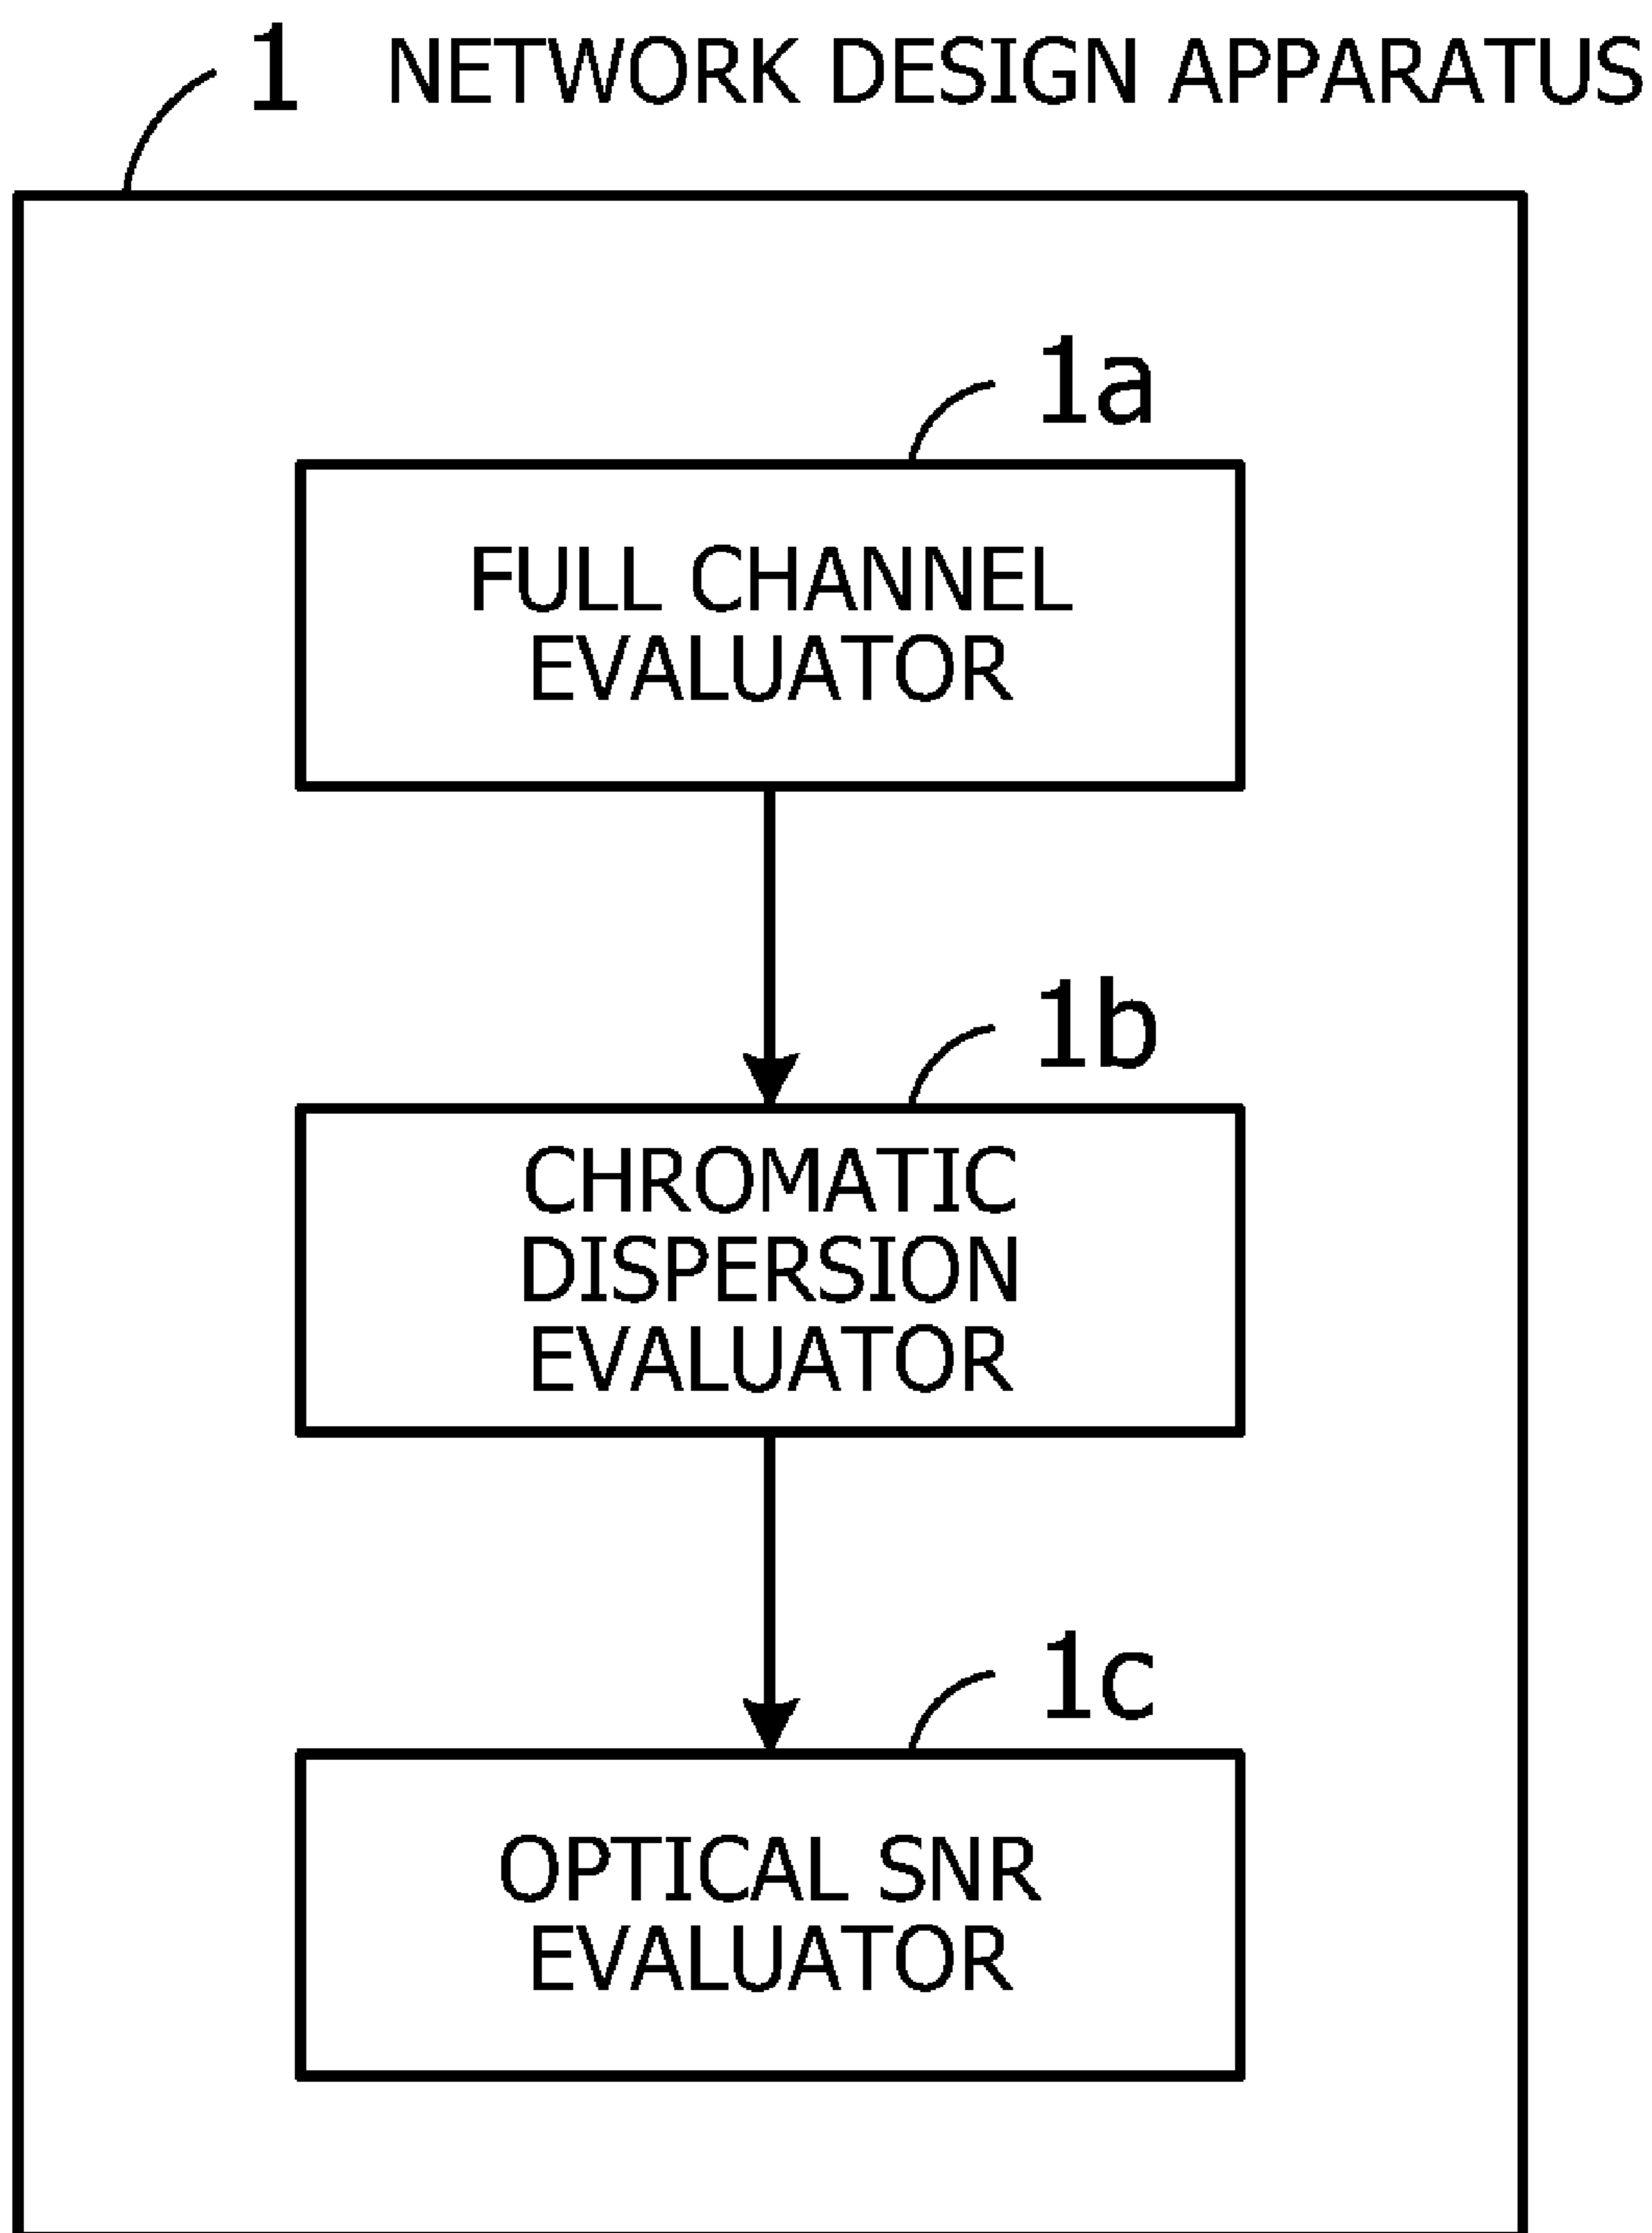 1 NETWORK DESIGN APPARATUS
1a
FULL CHANNEL
EVALUATOR
1b
CHROMATIC
DISPERSION
EVALUATOR
1c
OPTICAL SNR
EVALUATOR